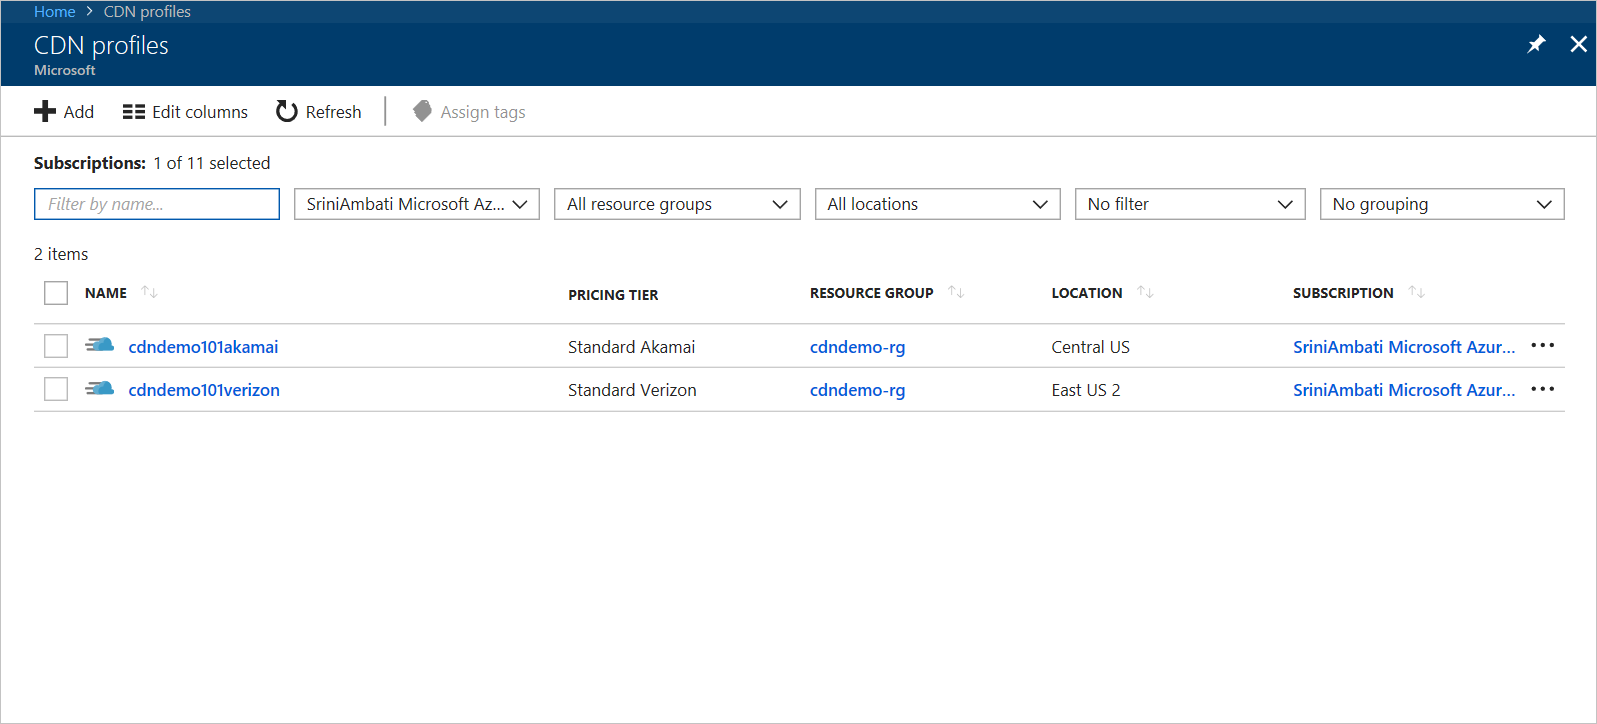 Home > CDN profiles
CDN profiles
Microsoft
Add Edit columns Refresh Assign tags
Subscriptions: 1 of 11 selected
Filter by name... SriniAmbati Microsoft Az... All resource groups All locations No filter No grouping
2 items
NAME PRICING TIER RESOURCE GROUP LOCATION SUBSCRIPTION
cdndemo101akamai Standard Akamai cdndemo-rg Central US SriniAmbati Microsoft Azur...
cdndemo101verizon Standard Verizon cdndemo-rg East US 2 SriniAmbati Microsoft Azur...